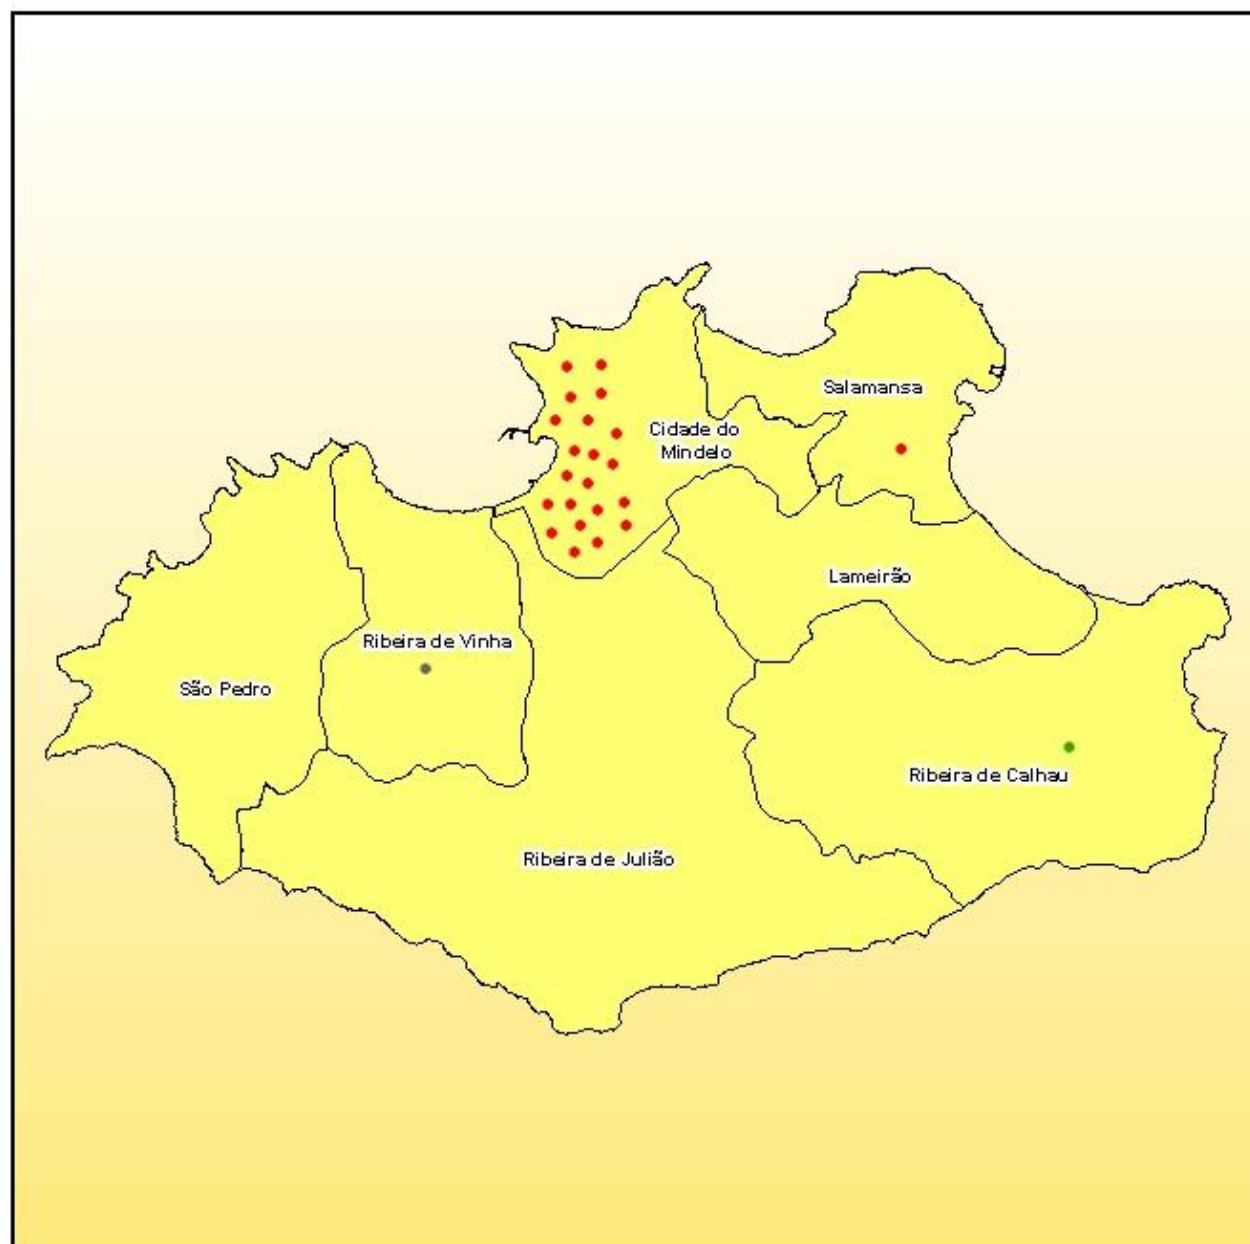 Salamansa
Cidade do
Mindelo
Lameirão
Ribeira de Vinha
São Pedro
Ribeira de Calhau
Ribeira de Julião